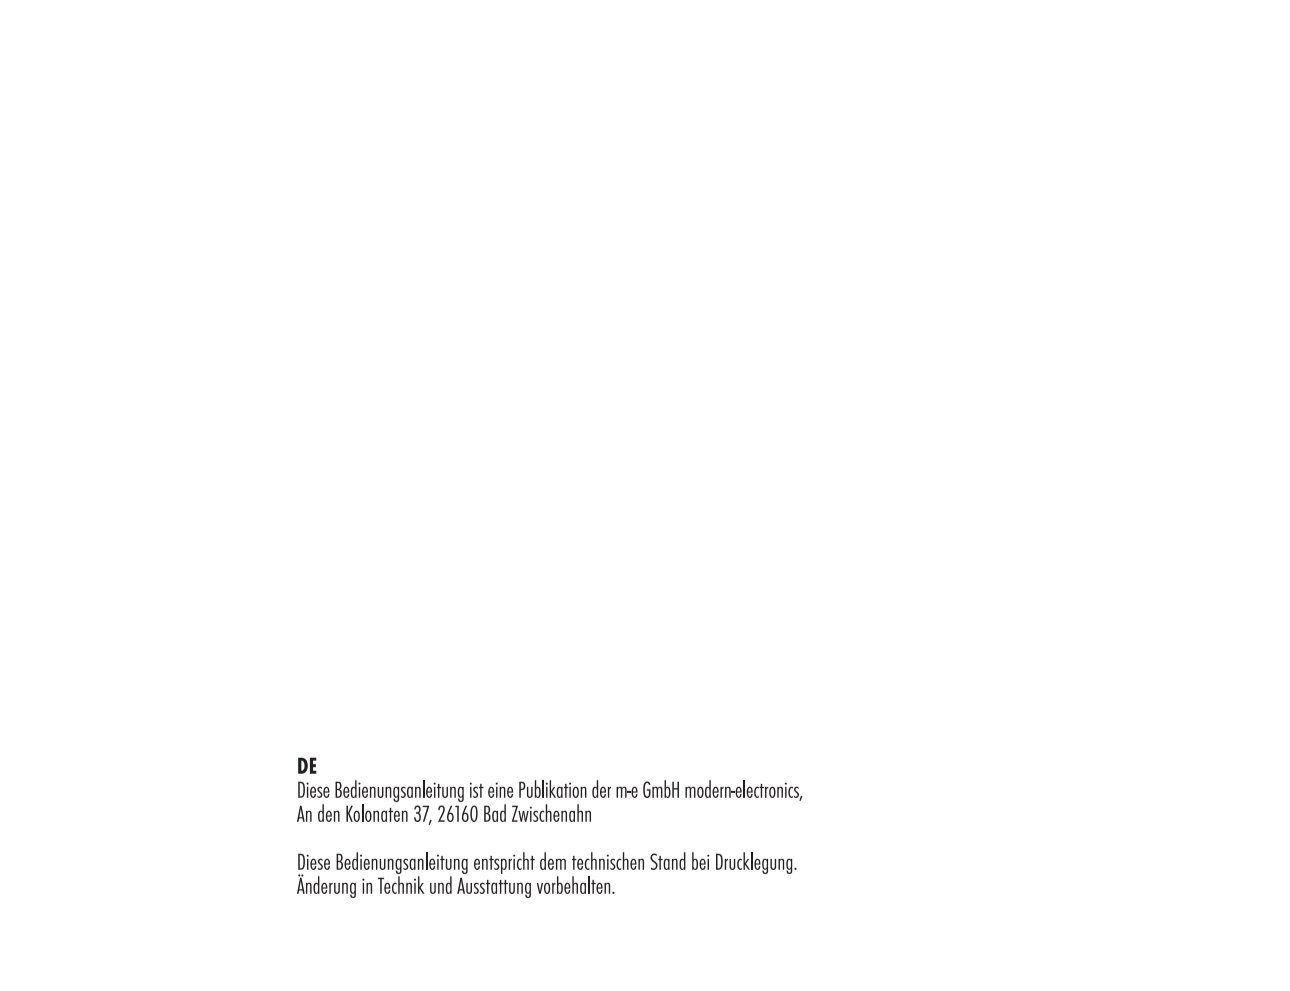 DE
Diese Bedienungsanleitung ist eine Publikation der m-e GmbH modern-electronics,
An den Kolonaten 37, 26160 Bad Zwischenahn
Diese Bedienungsanleitung entspricht dem technischen Stand bei Drucklegung.
Änderung in Technik und Ausstattung vorbehalten.